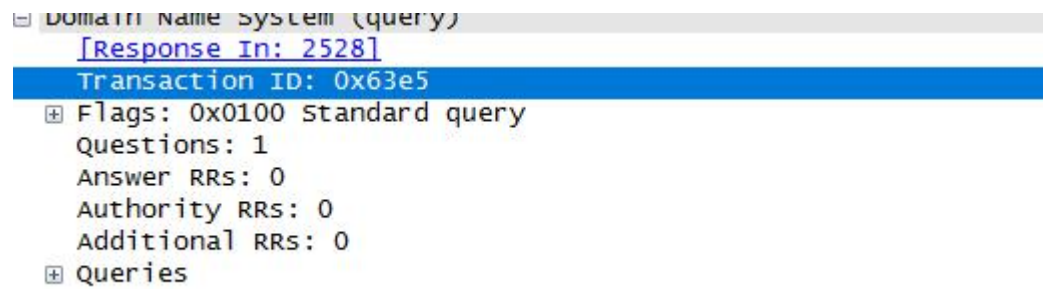 Domain Name System (query)
[Response In: 2528]
Transaction ID: 0x63e5
Flags: 0x0100 Standard query
Questions: 1
Answer RRs: 0
Authority RRs: 0
Additional RRs: 0
Queries